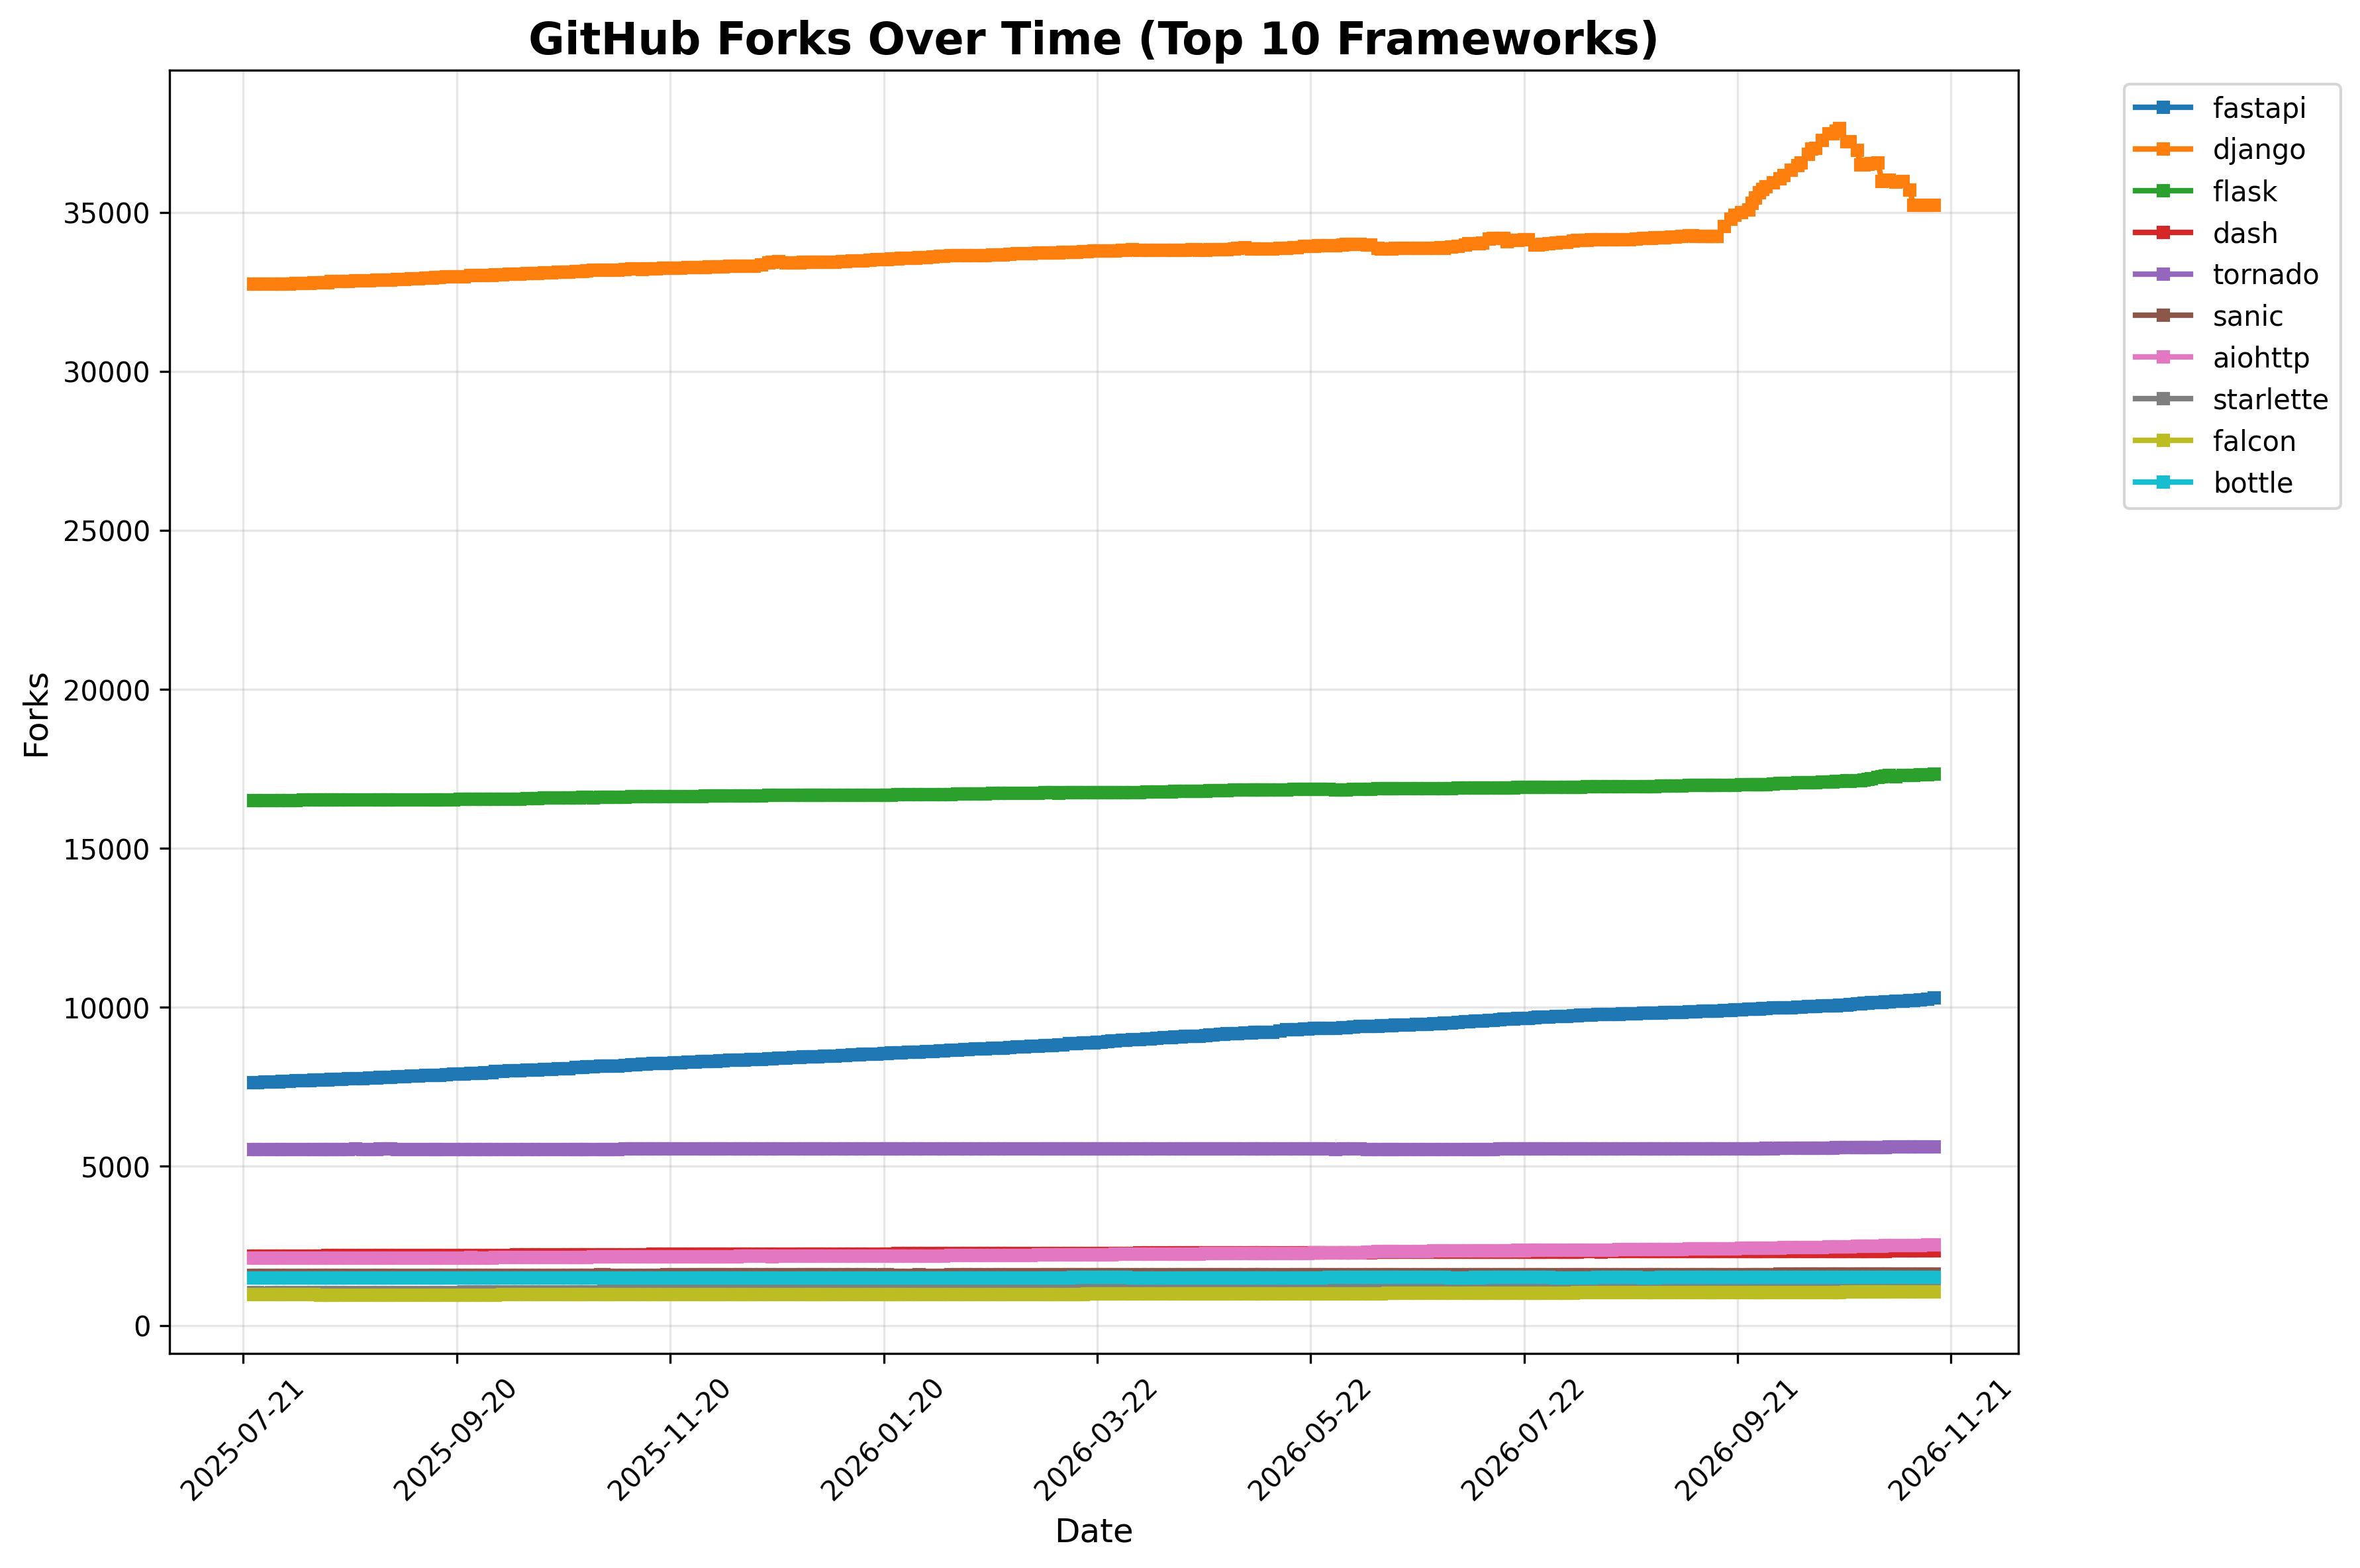 GitHub Forks Over Time (Top 10 Frameworks)
fastapi
django
flask
dash
tornado
sanic
aiohttp
starlette
falcon
bottle
Forks
35000
30000
25000
20000
15000
10000
5000
0
2025-07-21
2025-09-20
2025-11-20
2026-01-20
2026-03-22
2026-05-22
2026-07-22
2026-09-21
2026-11-21
Date